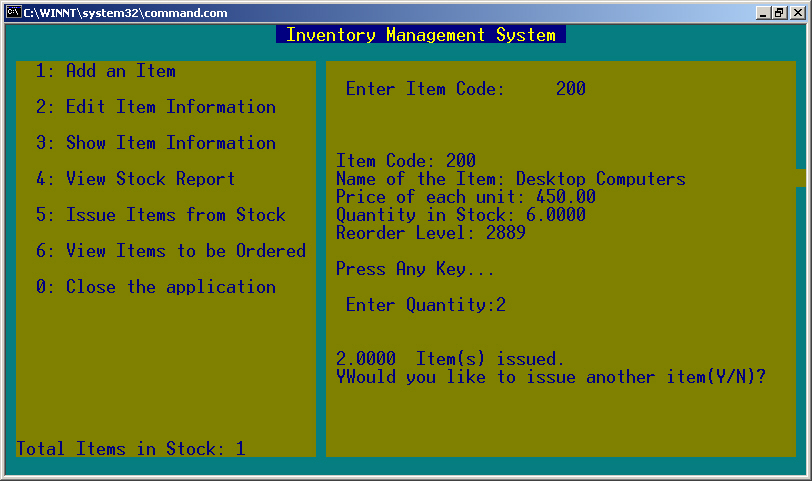 C:\WINNT\system32\command.com
Inventory Management System
1: Add an Item
2: Edit Item Information
3: Show Item Information
4: View Stock Report
5: Issue Items from Stock
6: View Items to be Ordered
0: Close the application
Total Items in Stock: 1
Enter Item Code: 200
Item Code: 200
Name of the Item: Desktop Computers
Price of each unit: 450.00
Quantity in Stock: 6.0000
Reorder Level: 2889
Press Any Key...
Enter Quantity:2
2.0000 Item(s) issued.
YWould you like to issue another item(Y/N)?